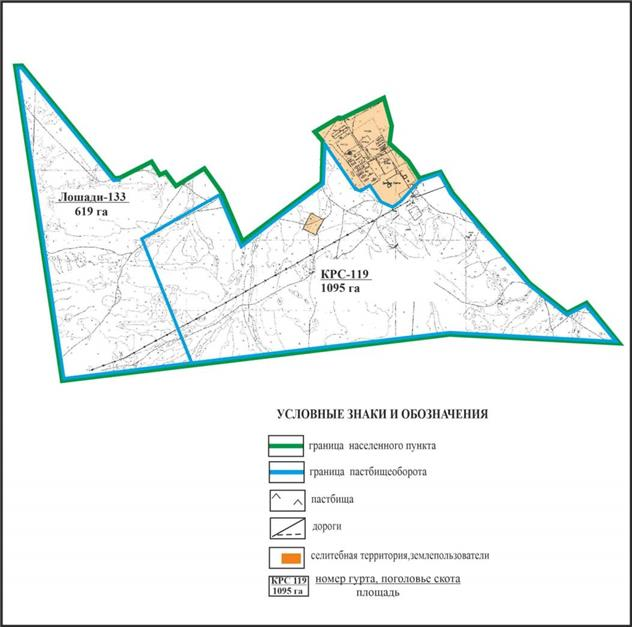 Лошади-133
619 га
КРС-119
1095 га
УСЛОВНЫЕ ЗНАКИ И ОБОЗНАЧЕНИЯ
граница населенного пункта
граница пастбищеоборота
пастбища
дороги
селитебная территория,землепользователи
КРС 119
1095 га
номер гурта, поголовье скота
площадь